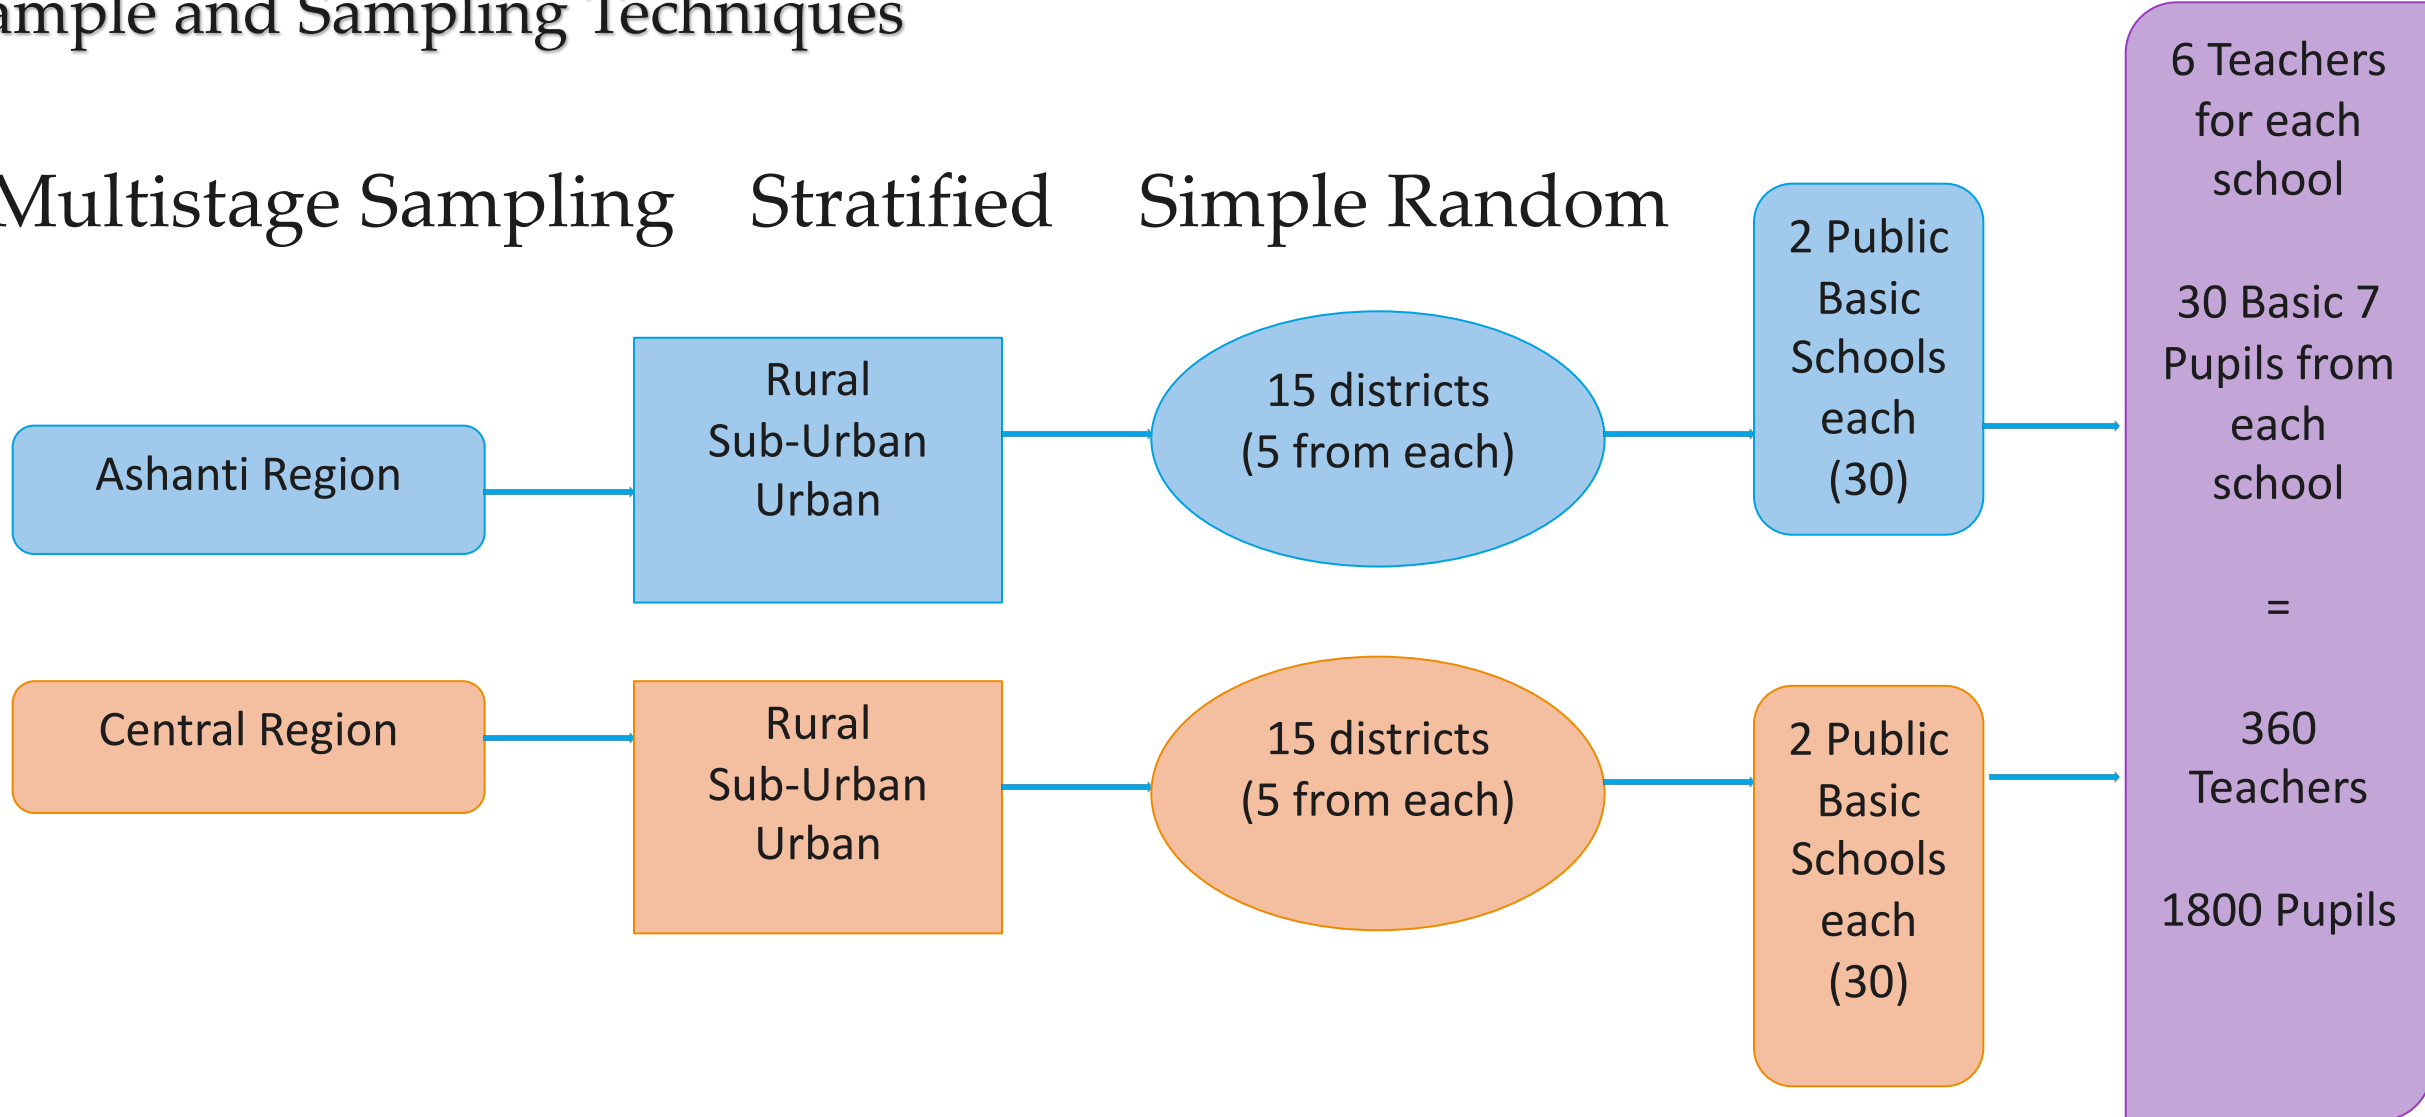 ample and Sampling Techniques
Multistage Sampling Stratified Simple Random
Ashanti Region
Rural
Sub-Urban
Urban
15 districts
(5 from each)
2 Public
Basic
Schools
each
(30)
Central Region
Rural
Sub-Urban
Urban
15 districts
(5 from each)
2 Public
Basic
Schools
each
(30)
6 Teachers
for each
school
30 Basic 7
Pupils from
each
school
=
360
Teachers
1800 Pupils